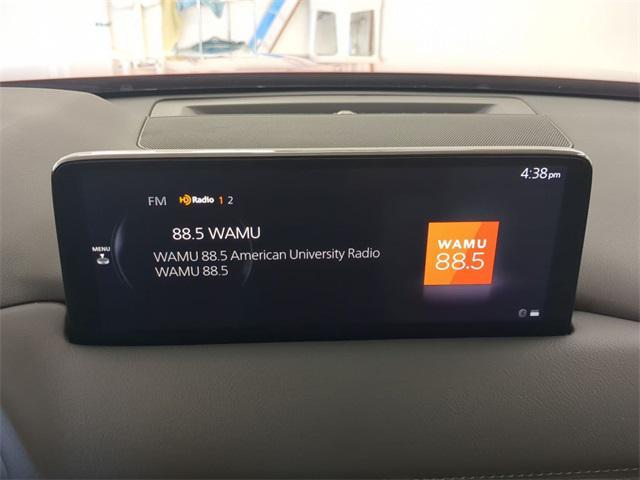 4:38pm
FM HD Radio 1 2
88.5 WAMU
MENU
WAMU 88.5 American University Radio
WAMU 88.5
WAMU
88.5